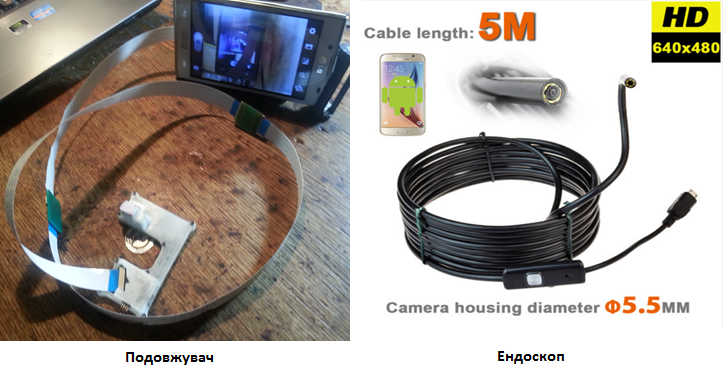 Cable length: 5M
HD
640x480
Camera housing diameter Φ5.5MM
Подовжувач
Ендоскоп